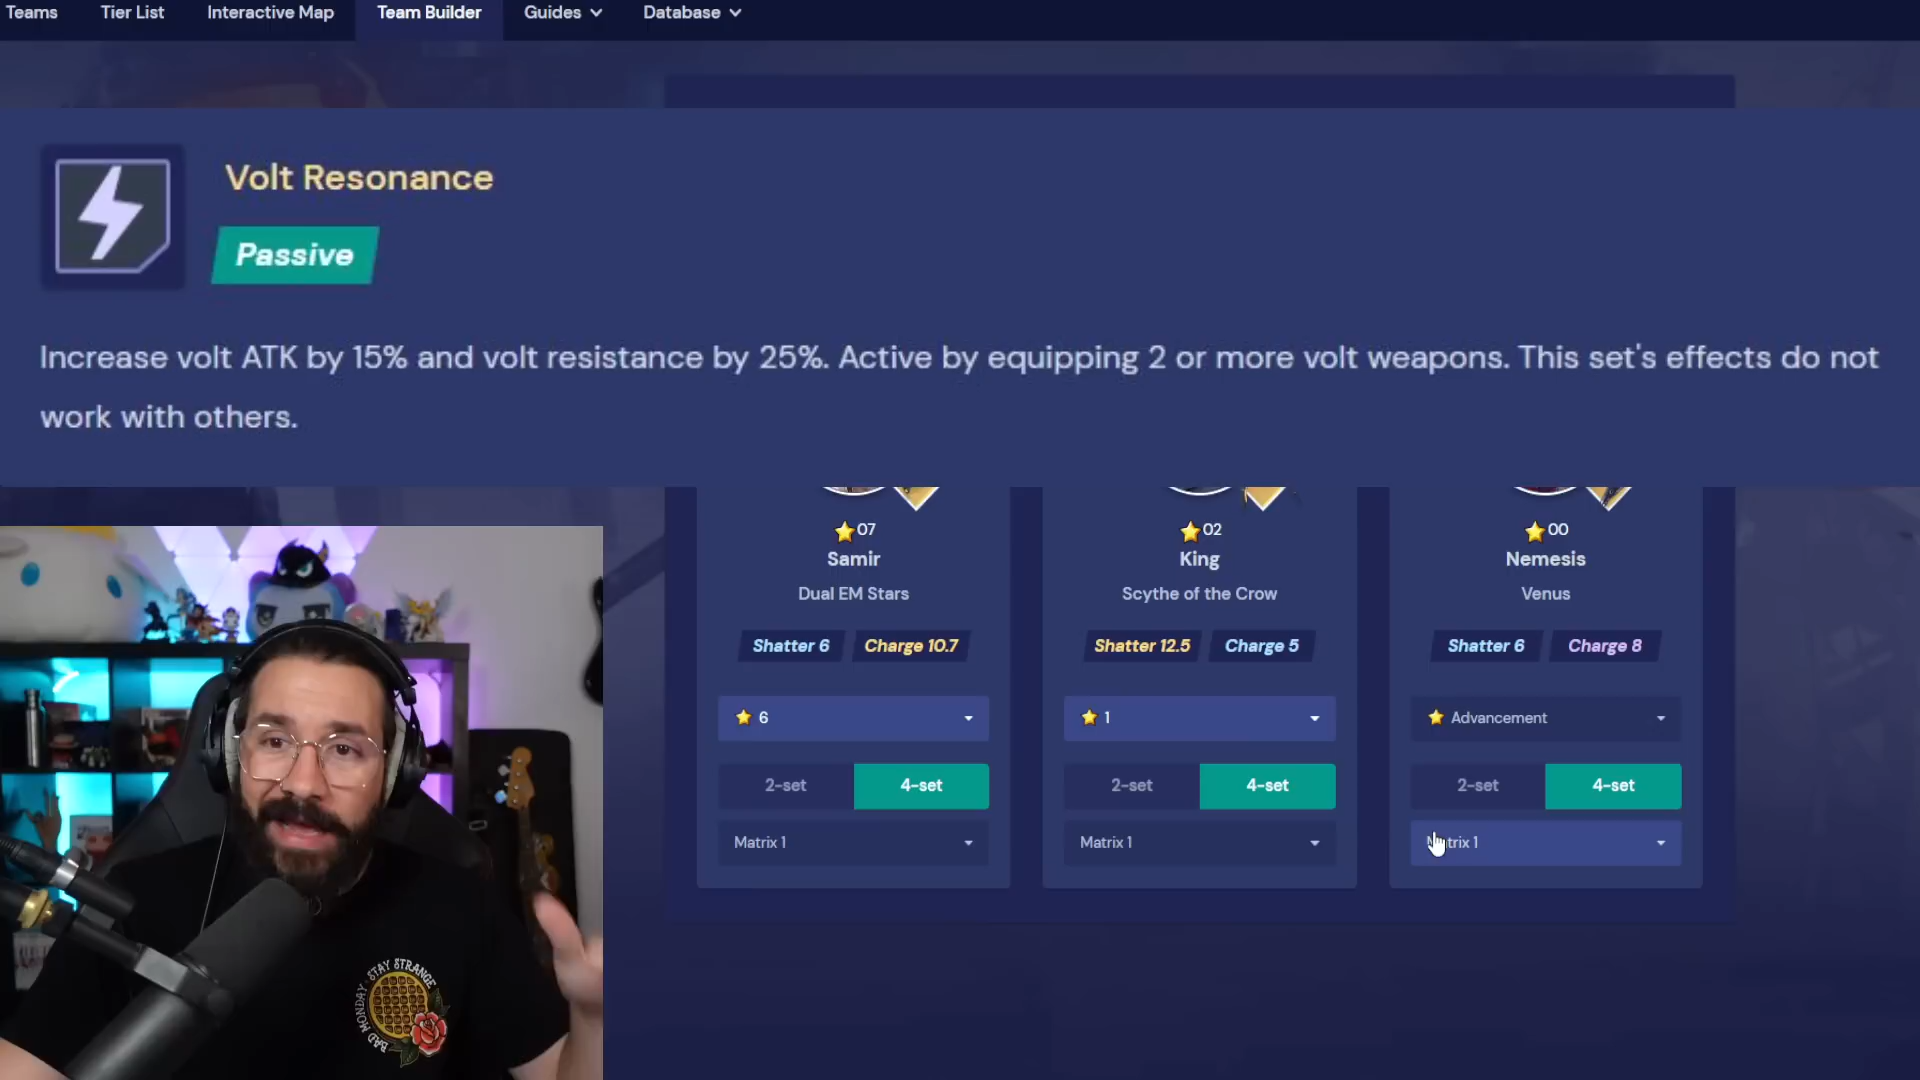 Teams Tier List Interactive Map Team Builder Guides Database
Volt Resonance
Passive
Increase volt ATK by 15% and volt resistance by 25%. Active by equipping 2 or more volt weapons. This set's effects do not
work with others.
07 02 00
Samir King Nemesis
Dual EM Stars Scythe of the Crow Venus
Shatter 6 Charge 10.7 Shatter 12.5 Charge 5 Shatter 6 Charge 8
6 1 Advancement
2-set 4-set 2-set 4-set 2-set 4-set
Matrix 1 Matrix 1 trix 1
STAY STRANGE
BAD MONDAY